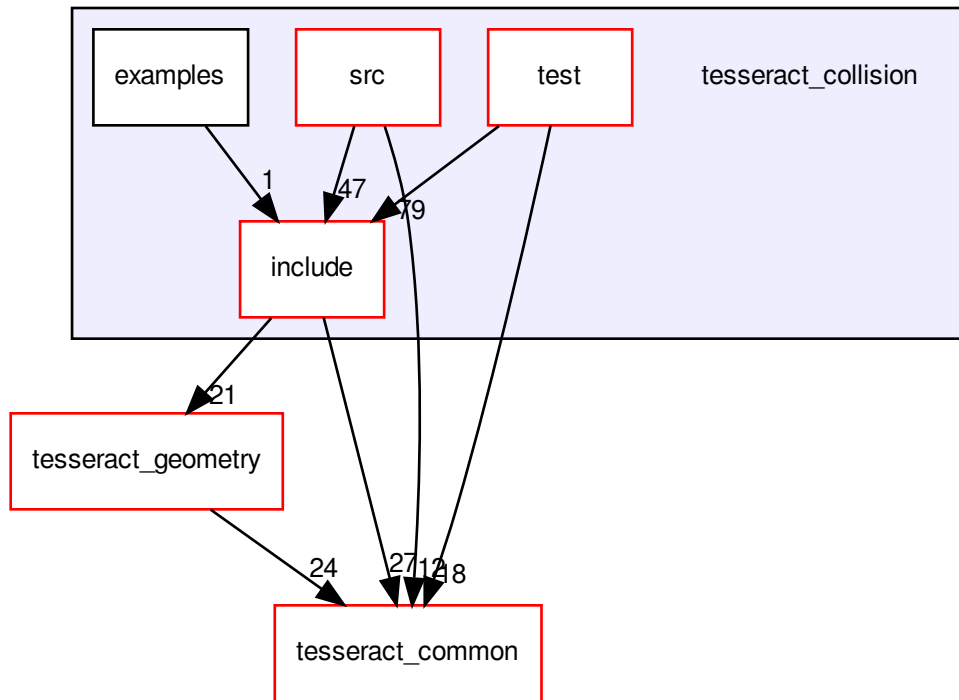 examples
src
test
tesseract_collision
1
47
79
include
21
tesseract_geometry
24
27
12
18
tesseract_common